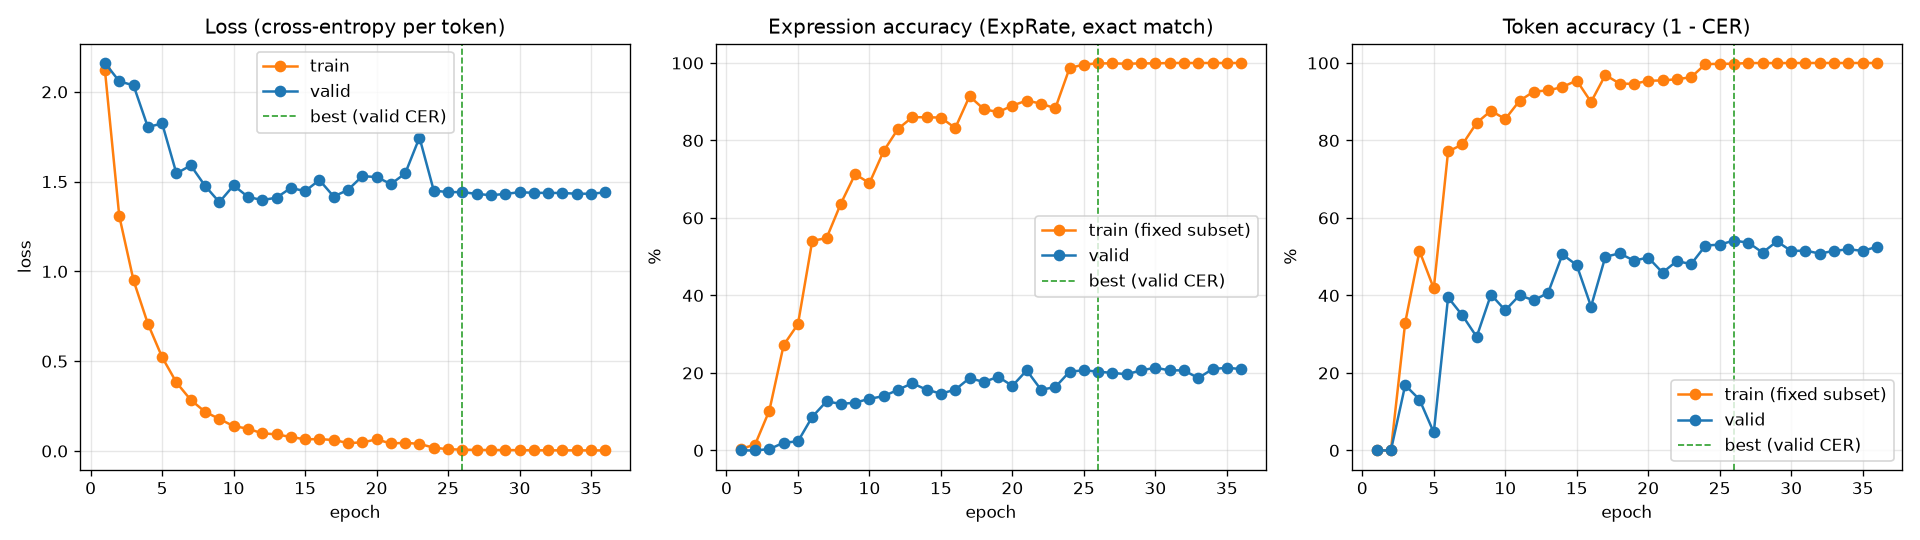 Loss (cross-entropy per token)
loss
2.0
1.5
1.0
0.5
0.0
train
valid
best (valid CER)
0 5 10 15 20 25 30 35
epoch
Expression accuracy (ExpRate, exact match)
%
100
80
60
40
20
0
train (fixed subset)
valid
best (valid CER)
0 5 10 15 20 25 30 35
epoch
Token accuracy (1 - CER)
%
100
80
60
40
20
0
train (fixed subset)
valid
best (valid CER)
0 5 10 15 20 25 30 35
epoch